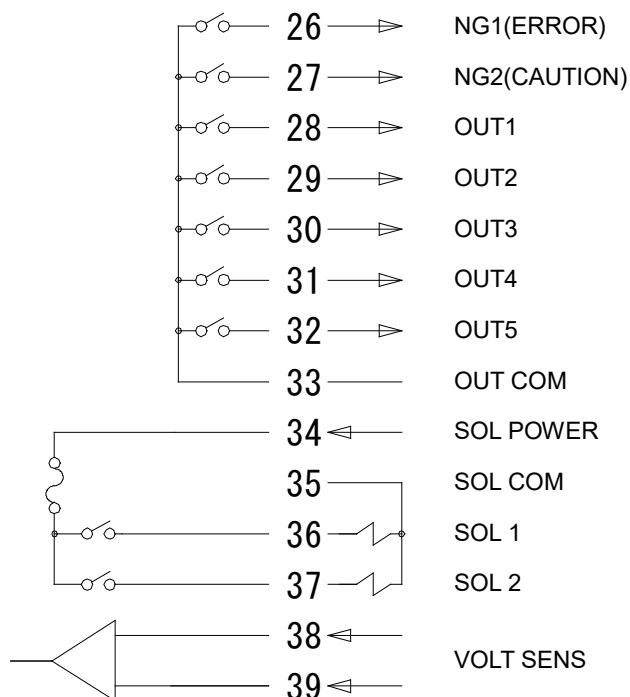 26 NG1(ERROR)
27 NG2(CAUTION)
28 OUT1
29 OUT2
30 OUT3
31 OUT4
32 OUT5
33 OUT COM
34 SOL POWER
35 SOL COM
36 SOL 1
37 SOL 2
38
VOLT SENS
39